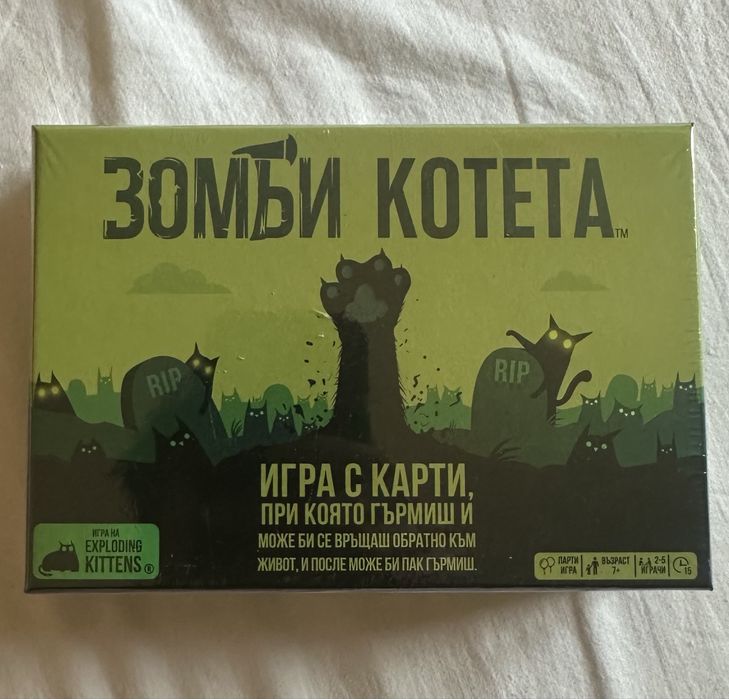 ЗОМБИ КОТЕТА™
RIP
RIP
ИГРА С КАРТИ,
ПРИ КОЯТО ГЪРМИШ И
МОЖЕ БИ СЕ ВРЪЩАШ ОБРАТНО КЪМ
ЖИВОТ, И ПОСЛЕ МОЖЕ БИ ПАК ГЪРМИШ.
ИГРА НА
EXPLODING
KITTENS®
ПАРТИ
ИГРА
ВЪЗРАСТ
7+
2-5
ИГРАЧИ
15